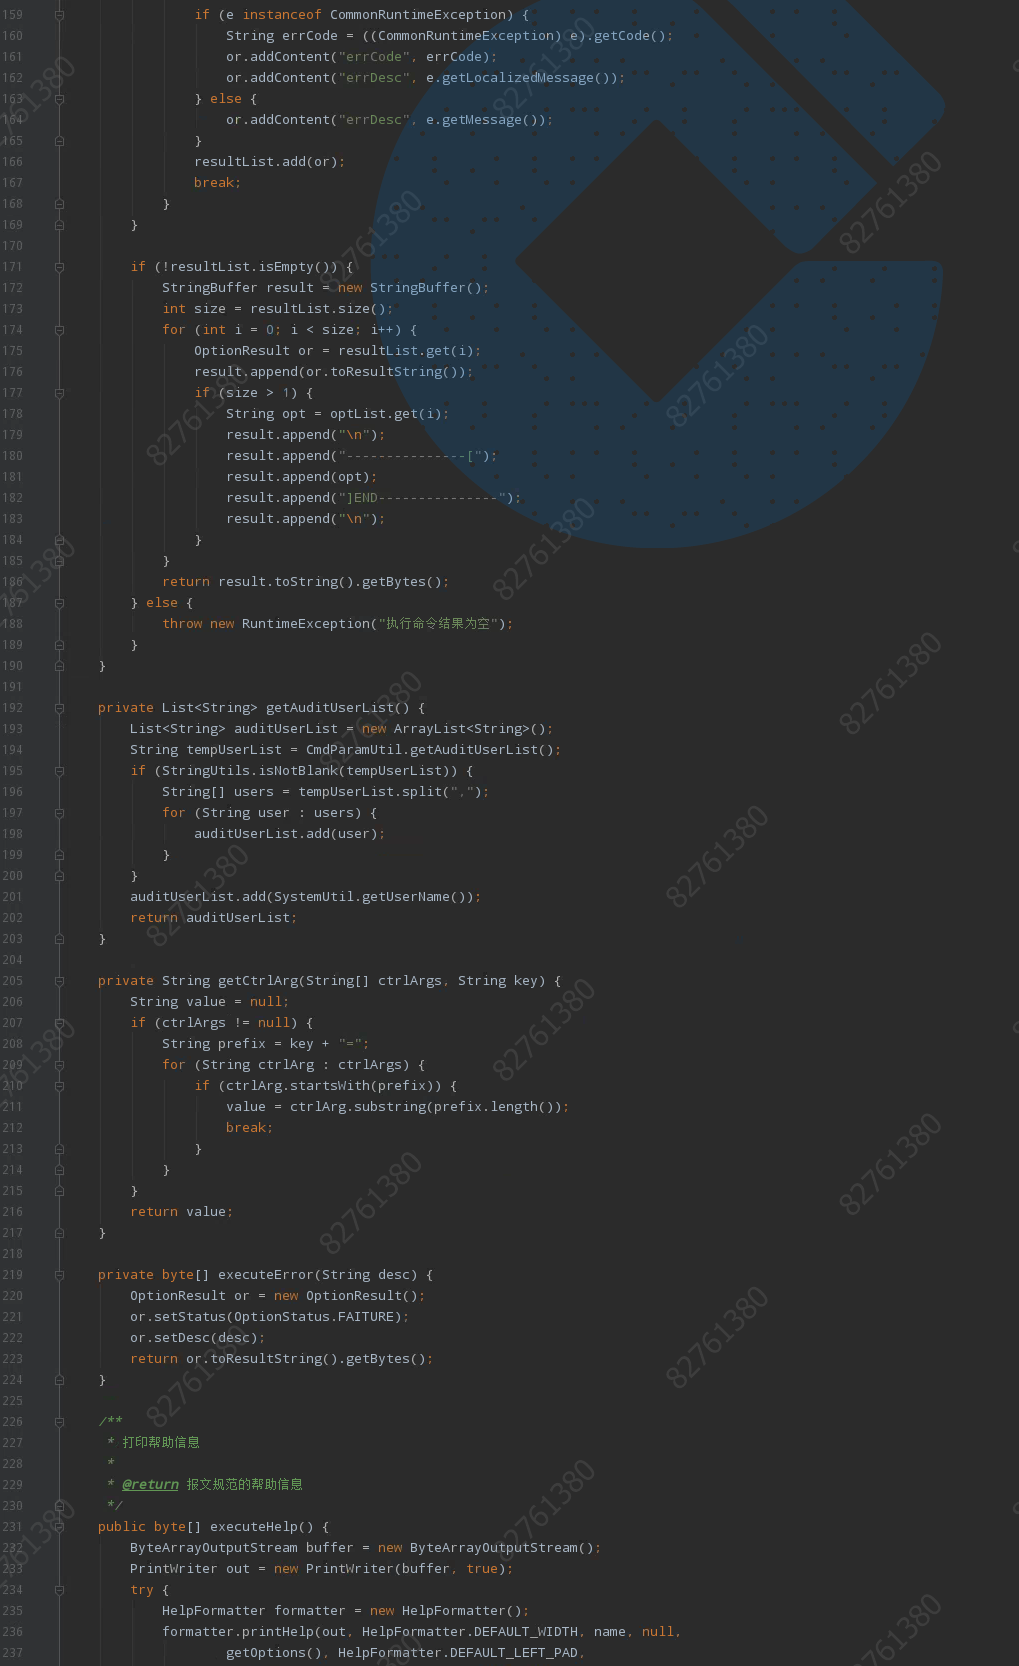 159 if (e instanceof CommonRuntimeException) {
160 String errCode = ((CommonRuntimeException) e).getCode();
161 or.addContent("errCode", errCode);
162 or.addContent("errDesc", e.getLocalizedMessage());
163 } else {
164 or.addContent("errDesc", e.getMessage());
165 }
166 resultList.add(or);
167 break;
168 }
169 }
170
171 if (!resultList.isEmpty()) {
172 StringBuffer result = new StringBuffer();
173 int size = resultList.size();
174 for (int i = 0; i < size; i++) {
175 OptionResult or = resultList.get(i);
176 result.append(or.toResultString());
177 if (size > 1) {
178 String opt = optList.get(i);
179 result.append("\n");
180 result.append("---------------[");
181 result.append(opt);
182 result.append("]END---------------");
183 result.append("\n");
184 }
185 }
186 return result.toString().getBytes();
187 } else {
188 throw new RuntimeException("执行命令结果为空");
189 }
190 }
191
192 private List<String> getAuditUserList() {
193 List<String> auditUserList = new ArrayList<String>();
194 String tempUserList = CmdParamUtil.getAuditUserList();
195 if (StringUtils.isNotBlank(tempUserList)) {
196 String[] users = tempUserList.split(",");
197 for (String user : users) {
198 auditUserList.add(user);
199 }
200 }
201 auditUserList.add(SystemUtil.getUserName());
202 return auditUserList;
203 }
204
205 private String getCtrlArg(String[] ctrlArgs, String key) {
206 String value = null;
207 if (ctrlArgs != null) {
208 String prefix = key + "=";
209 for (String ctrlArg : ctrlArgs) {
210 if (ctrlArg.startsWith(prefix)) {
211 value = ctrlArg.substring(prefix.length());
212 break;
213 }
214 }
215 }
216 return value;
217 }
218
219 private byte[] executeError(String desc) {
220 OptionResult or = new OptionResult();
221 or.setStatus(OptionStatus.FAITURE);
222 or.setDesc(desc);
223 return or.toResultString().getBytes();
224 }
225
226 /**
227 * 打印帮助信息
228 *
229 * @return 报文规范的帮助信息
230 */
231 public byte[] executeHelp() {
232 ByteArrayOutputStream buffer = new ByteArrayOutputStream();
233 PrintWriter out = new PrintWriter(buffer, true);
234 try {
235 HelpFormatter formatter = new HelpFormatter();
236 formatter.printHelp(out, HelpFormatter.DEFAULT_WIDTH, name, null,
237 getOptions(), HelpFormatter.DEFAULT_LEFT_PAD,
82761380